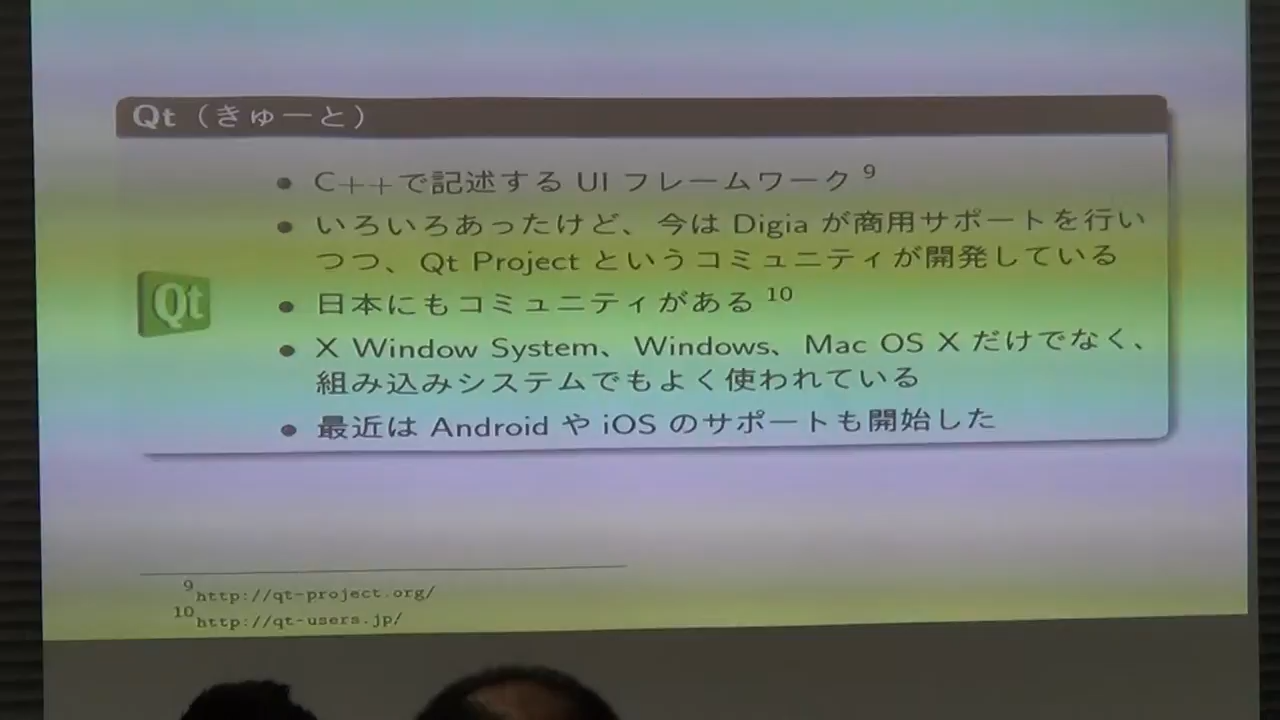 Qt（きゅーと）
C++で記述する UI フレームワーク 9
いろいろあったけど、今は Digia が商用サポートを行い
つつ、Qt Project というコミュニティが開発している
Qt
日本にもコミュニティがある 10
X Window System、Windows、Mac OS X だけでなく、
組み込みシステムでもよく使われている
最近は Android や iOS のサポートも開始した
9 http://qt-project.org/
10 http://qt-users.jp/